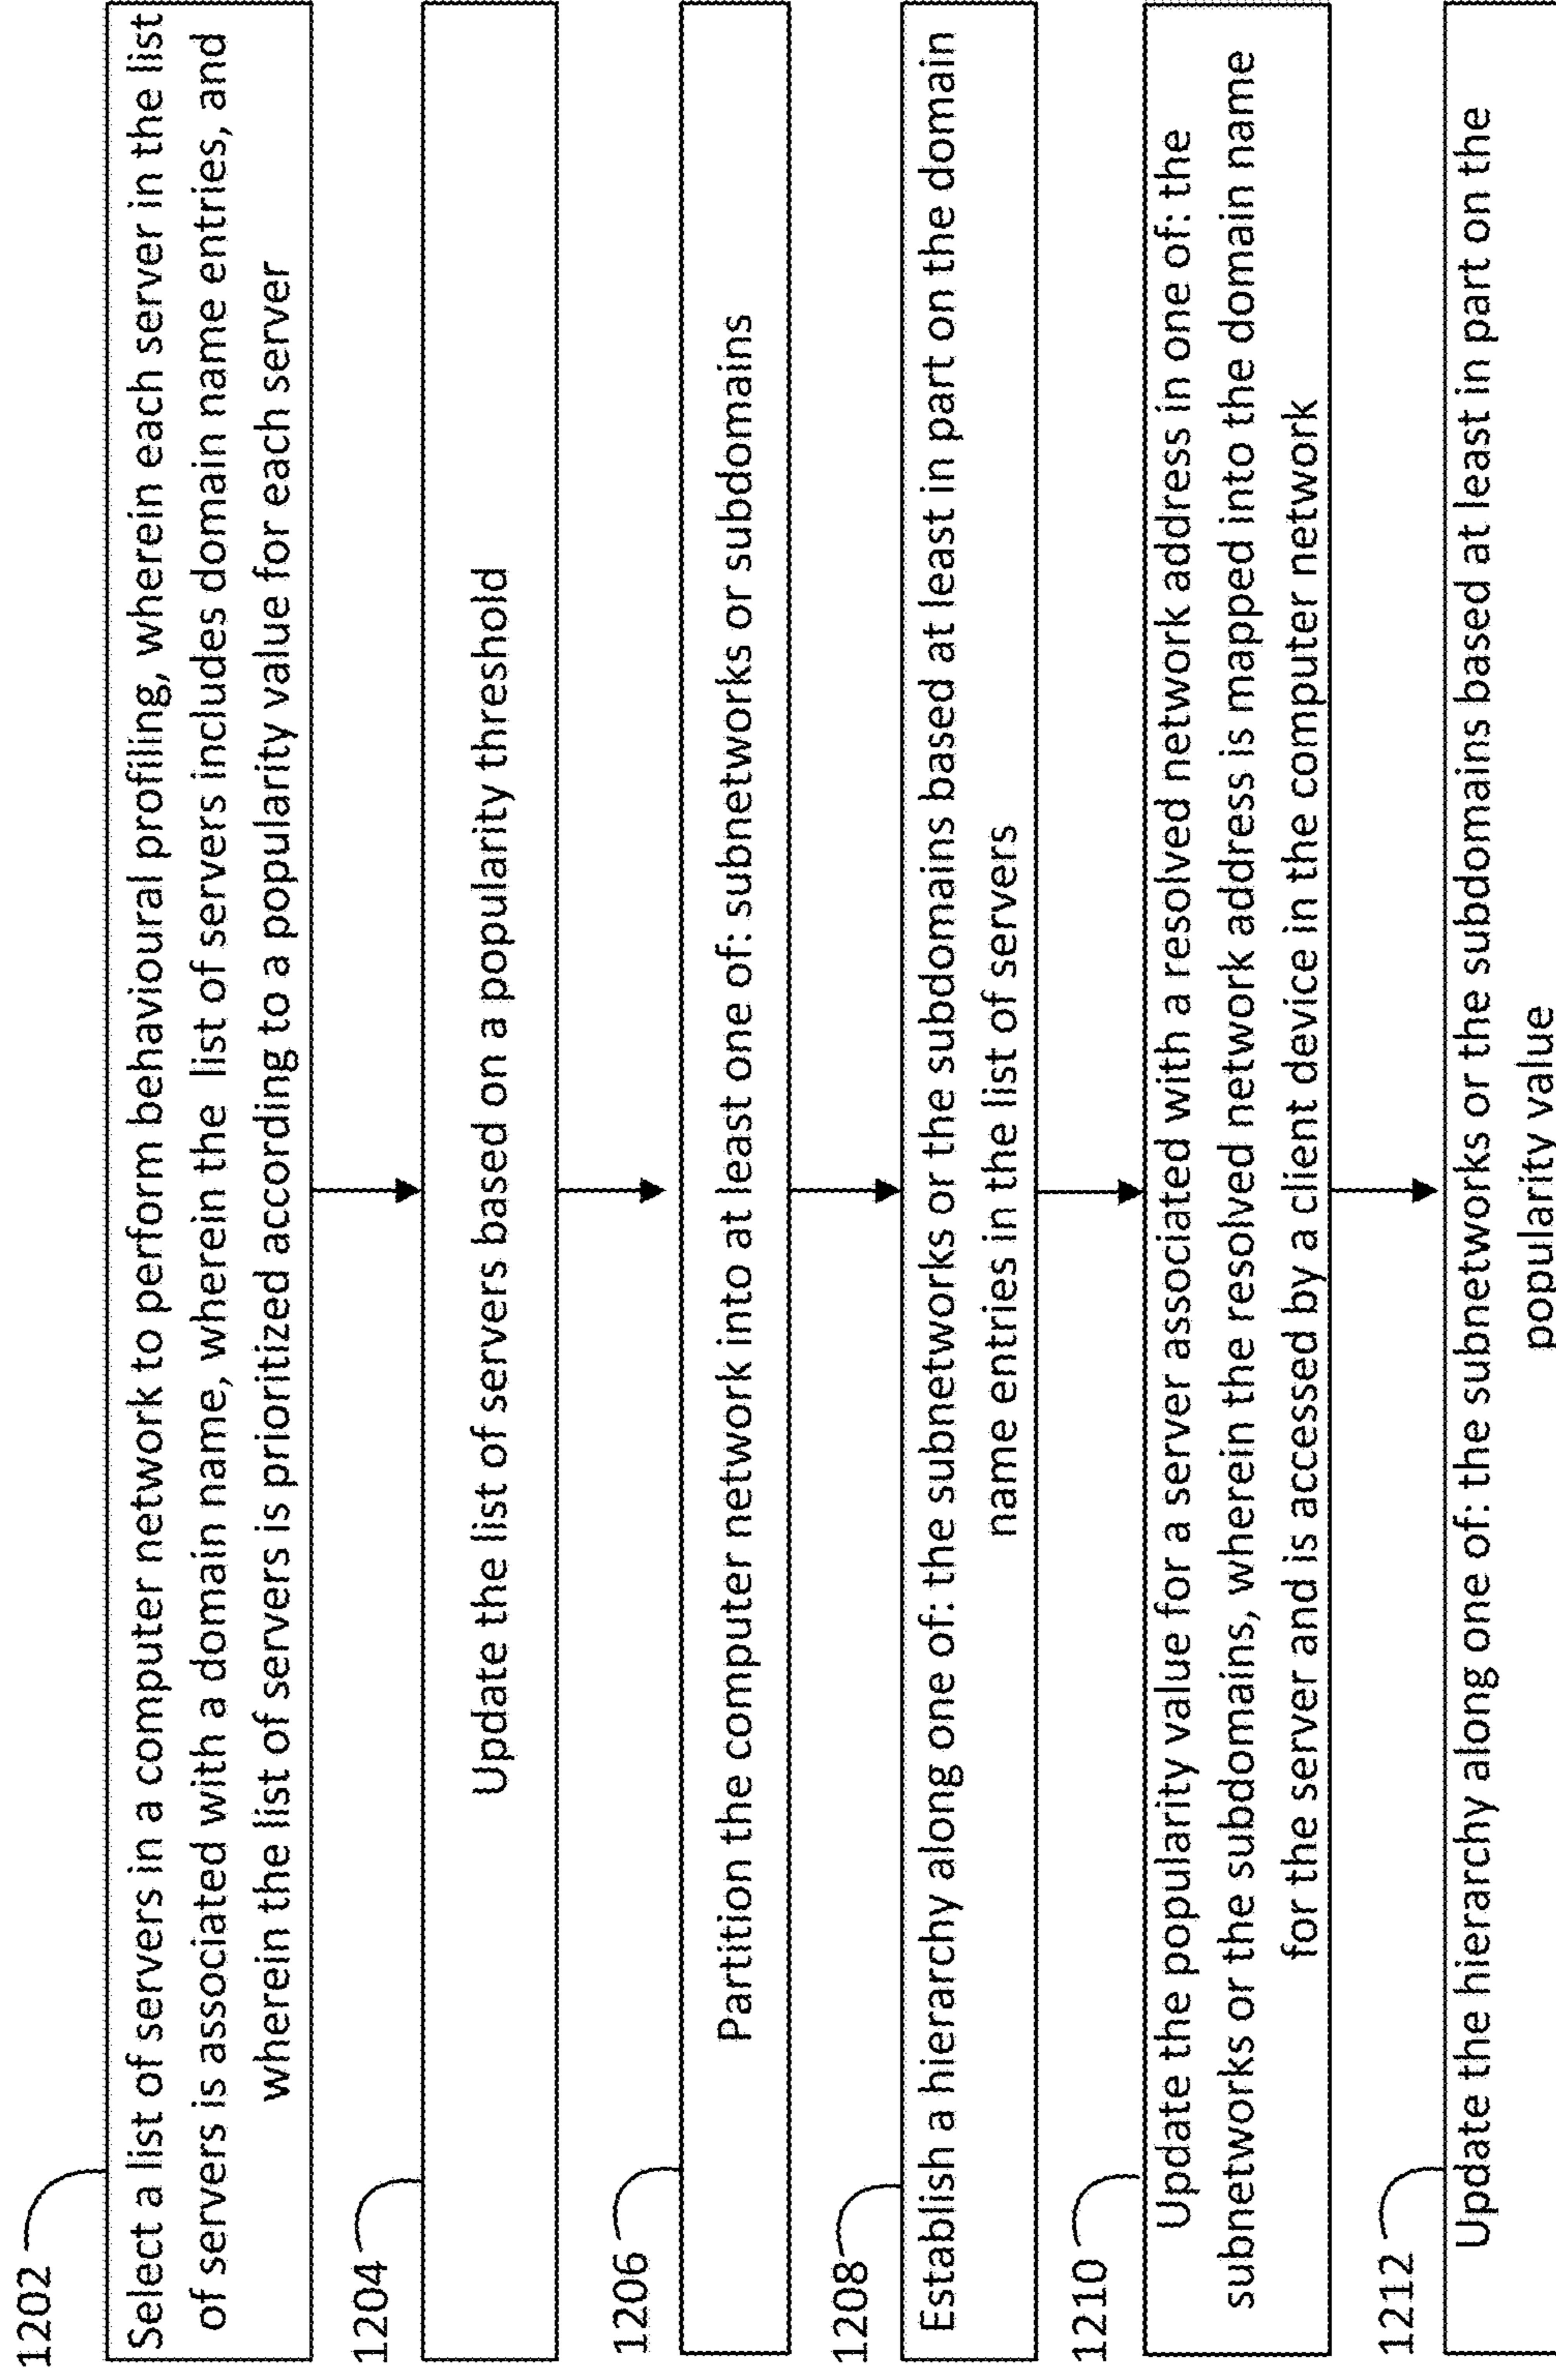 1202
Select a list of servers in a computer network to perform behavioural profiling, wherein each server in the list
of servers is associated with a domain name, wherein the list of servers includes domain name entries, and
wherein the list of servers is prioritized according to a popularity value for each server
1204
Update the list of servers based on a popularity threshold
1206
Partition the computer network into at least one of: subnetworks or subdomains
1208
Establish a hierarchy along one of: the subnetworks or the subdomains based at least in part on the domain
name entries in the list of servers
1210
Update the popularity value for a server associated with a resolved network address in one of: the
subnetworks or the subdomains, wherein the resolved network address is mapped into the domain name
for the server and is accessed by a client device in the computer network
1212
Update the hierarchy along one of: the subnetworks or the subdomains based at least in part on the
popularity value